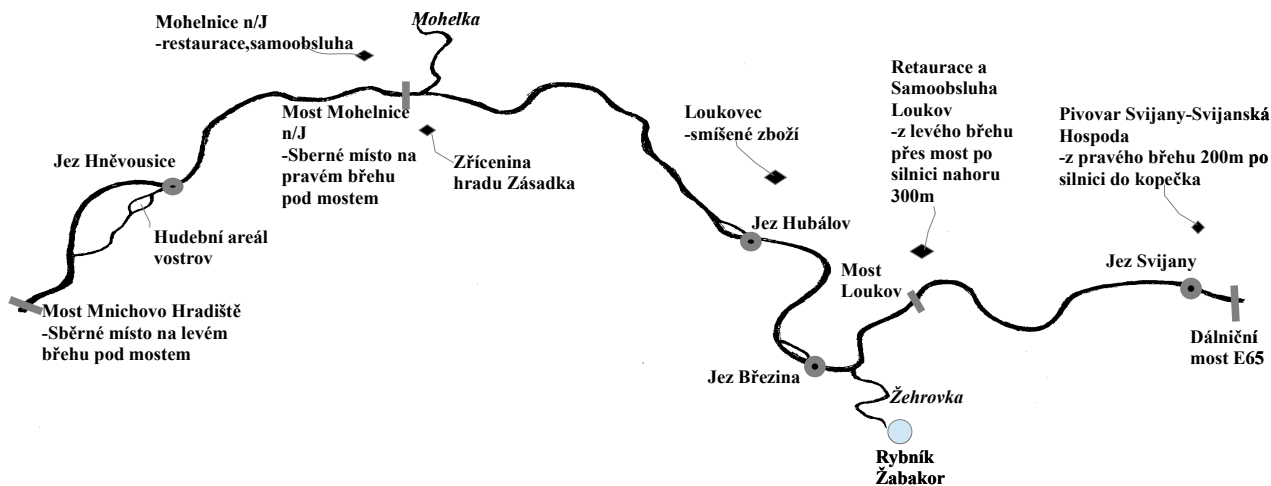 Mohelnice n/J
-restaurace,samoobsluha
Mohelka
Most Mohelnice
n/J
-Sberné místo na
pravém břehu
pod mostem
Jez Hněvousice
Zřícenina
hradu Zásadka
Hudební areál
vostrov
Most Mnichovo Hradiště
-Sběrné místo na levém
břehu pod mostem
Loukovec
-smíšené zboží
Jez Hubálov
Retaurace a
Samoobsluha
Loukov
-z levého břehu
přes most po
silnici nahoru
300m
Pivovar Svijany-Svijanská
Hospoda
-z pravého břehu 200m po
silnici do kopečka
Most
Loukov
Jez Svijany
Dálniční
most E65
Jez Březina
Žehrovka
Rybník
Žabakor